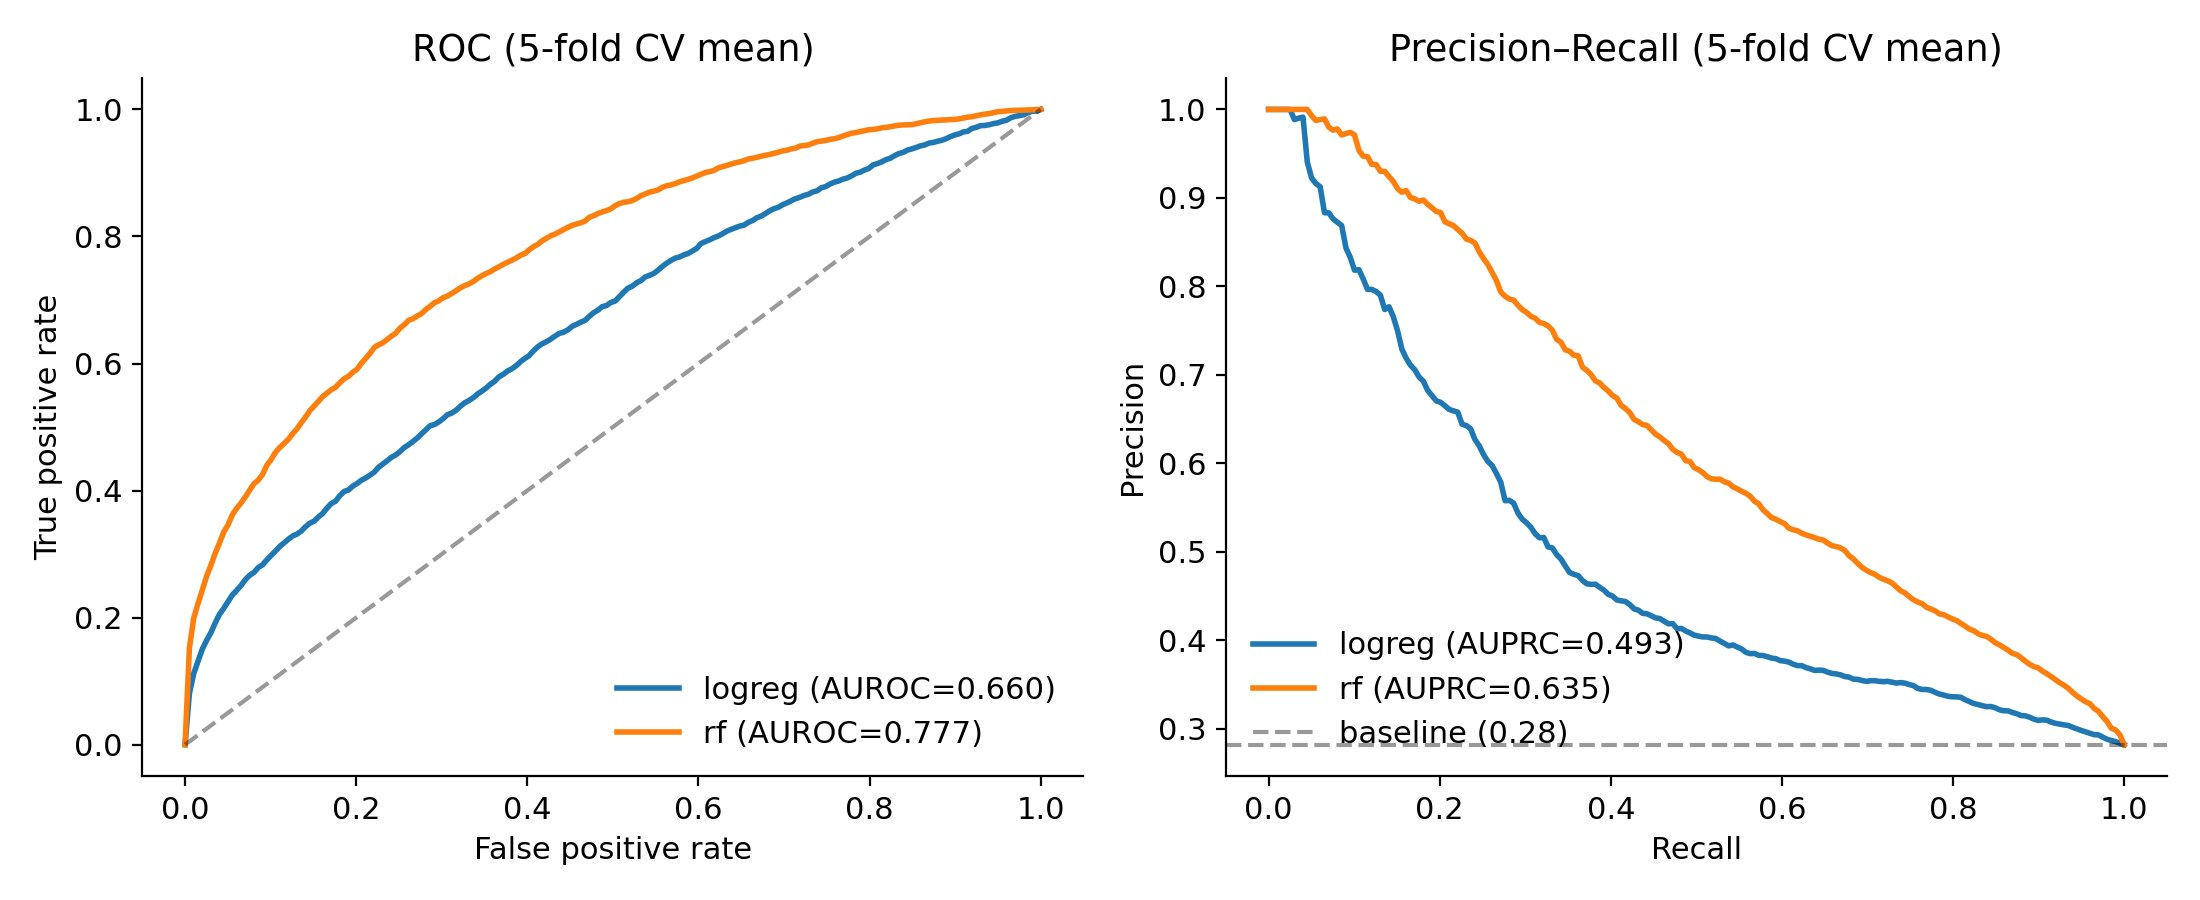 ROC (5-fold CV mean)
1.0
0.8
0.6
0.4
0.2
0.0
True positive rate
0.0 0.2 0.4 0.6 0.8 1.0
False positive rate
logreg (AUROC=0.660)
rf (AUROC=0.777)
Precision–Recall (5-fold CV mean)
1.0
0.9
0.8
0.7
0.6
0.5
0.4
0.3
Precision
0.0 0.2 0.4 0.6 0.8 1.0
Recall
logreg (AUPRC=0.493)
rf (AUPRC=0.635)
baseline (0.28)